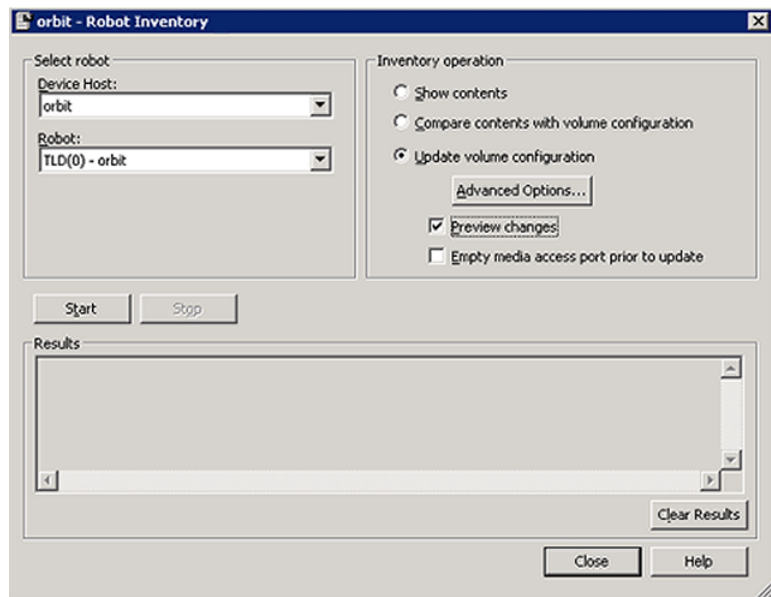 orbit - Robot Inventory
Select robot
Device Host:
orbit
Robot:
TLD(0) - orbit
Inventory operation
Show contents
Compare contents with volume configuration
Update volume configuration
Advanced Options...
Preview changes
Empty media access port prior to update
Start
Stop
Results
Clear Results
Close
Help